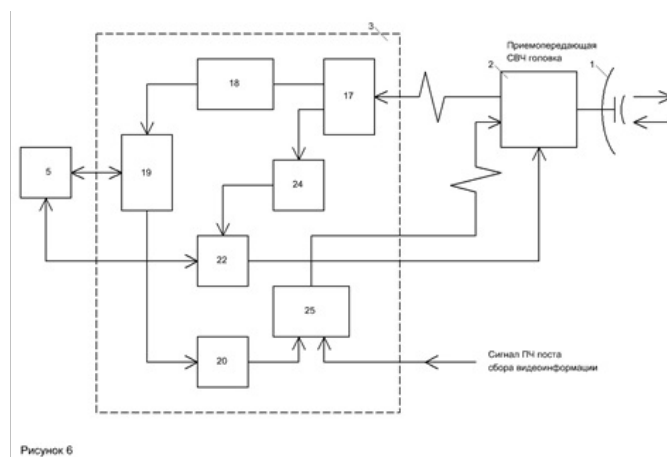 3
Приемопередающая
СВЧ головка
2
1
18
17
5
19
24
22
25
20
Сигнал ПЧ поста
сбора видеоинформации
Рисунок 6